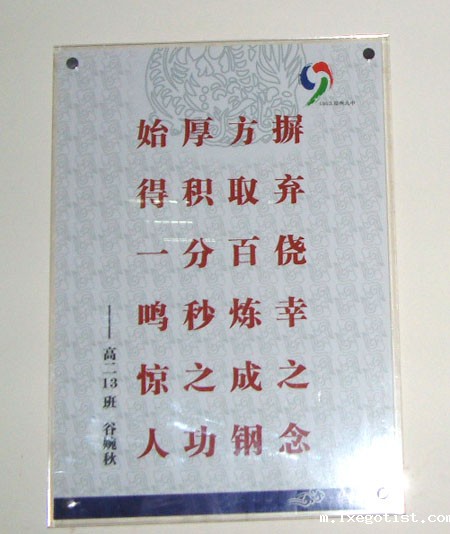 摒弃侥幸之念
方取百炼成钢
厚积分秒之功
始得一鸣惊人
——高二13班 谷婉秋
m.lxegotist.com